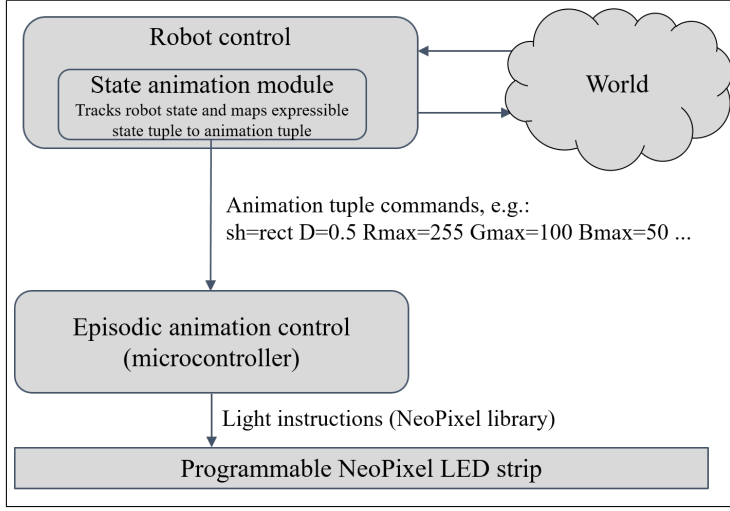 Robot control
State animation module
Tracks robot state and maps expressible
state tuple to animation tuple
World
Animation tuple commands, e.g.:
sh=rect D=0.5 Rmax=255 Gmax=100 Bmax=50 ...
Episodic animation control
(microcontroller)
Light instructions (NeoPixel library)
Programmable NeoPixel LED strip